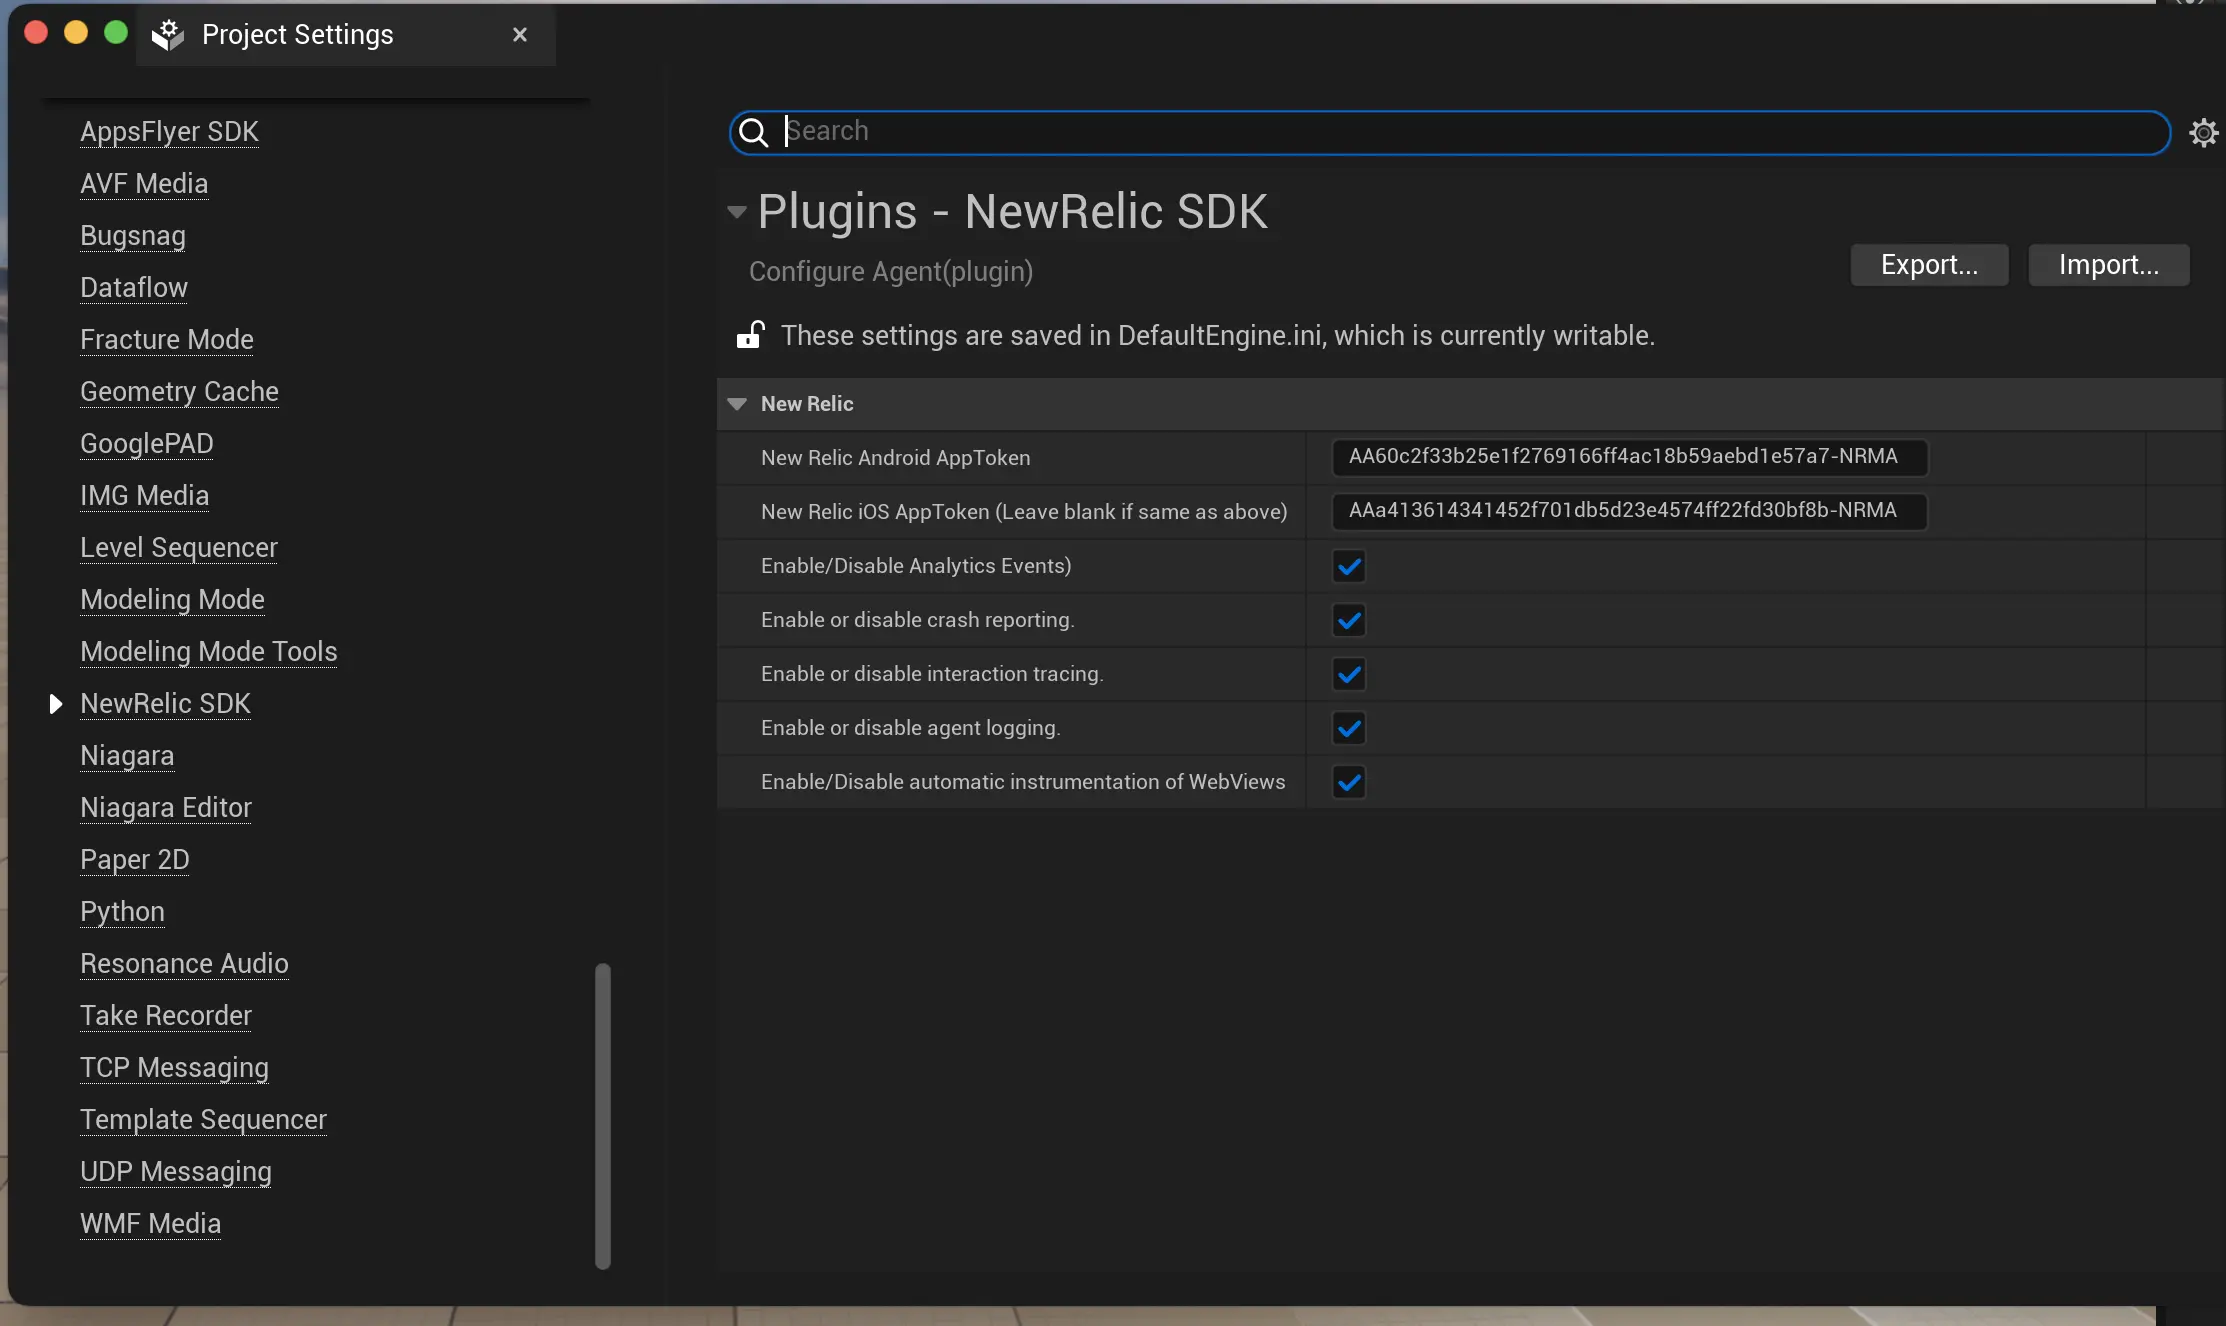 Project Settings
AppsFlyer SDK
AVF Media
Bugsnag
Dataflow
Fracture Mode
Geometry Cache
GooglePAD
IMG Media
Level Sequencer
Modeling Mode
Modeling Mode Tools
NewRelic SDK
Niagara
Niagara Editor
Paper 2D
Python
Resonance Audio
Take Recorder
TCP Messaging
Template Sequencer
UDP Messaging
WMF Media
Search
Plugins - NewRelic SDK
Configure Agent(plugin)
Export...
Import...
These settings are saved in DefaultEngine.ini, which is currently writable.
New Relic
New Relic Android AppToken
AA60c2f33b25e1f2769166ff4ac18b59aebd1e57a7-NRMA
New Relic iOS AppToken (Leave blank if same as above)
AAa413614341452f701db5d23e4574ff22fd30bf8b-NRMA
Enable/Disable Analytics Events)
Enable or disable crash reporting.
Enable or disable interaction tracing.
Enable or disable agent logging.
Enable/Disable automatic instrumentation of WebViews